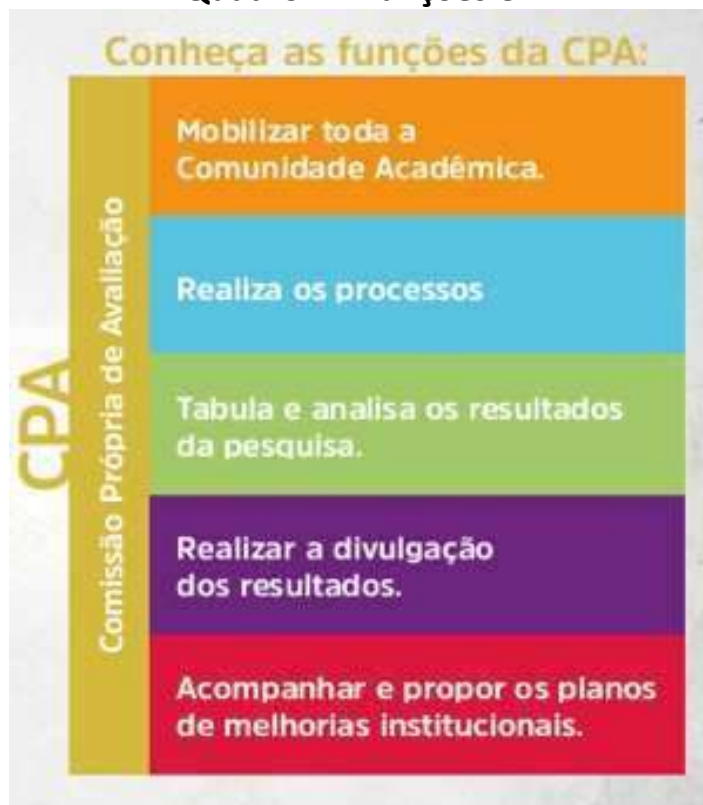 Conheça as funções da CPA:
CPA
Comissão Própria de Avaliação
Mobilizar toda a
Comunidade Acadêmica.
Realiza os processos
Tabula e analisa os resultados
da pesquisa.
Realizar a divulgação
dos resultados.
Acompanhar e propor os planos
de melhorias institucionais.